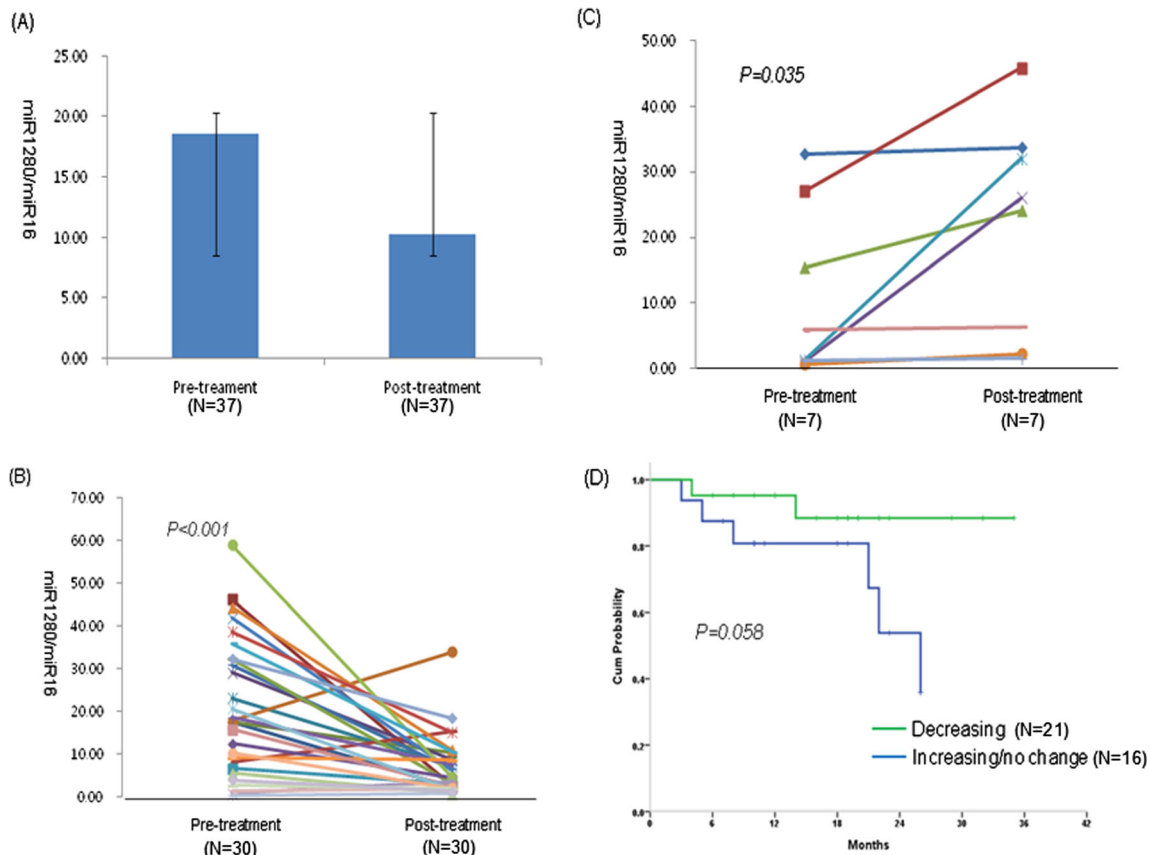 (A)
miR1280/miR16
25.00
20.00
15.00
10.00
5.00
0.00
Pre-treament
(N=37)
Post-treatment
(N=37)
(C)
miR1280/miR16
50.00
40.00
30.00
20.00
10.00
0.00
P=0.035
Pre-treatment
(N=7)
Post-treatment
(N=7)
(B)
miR1280/miR16
70.00
60.00
50.00
40.00
30.00
20.00
10.00
0.00
P<0.001
Pre-treatment
(N=30)
Post-treatment
(N=30)
(D)
Cum Probability
1.0
0.8
0.6
0.4
0.2
0.0
P=0.058
Decreasing (N=21)
Increasing/no change (N=16)
0 6 12 18 24 30 36 42
Months